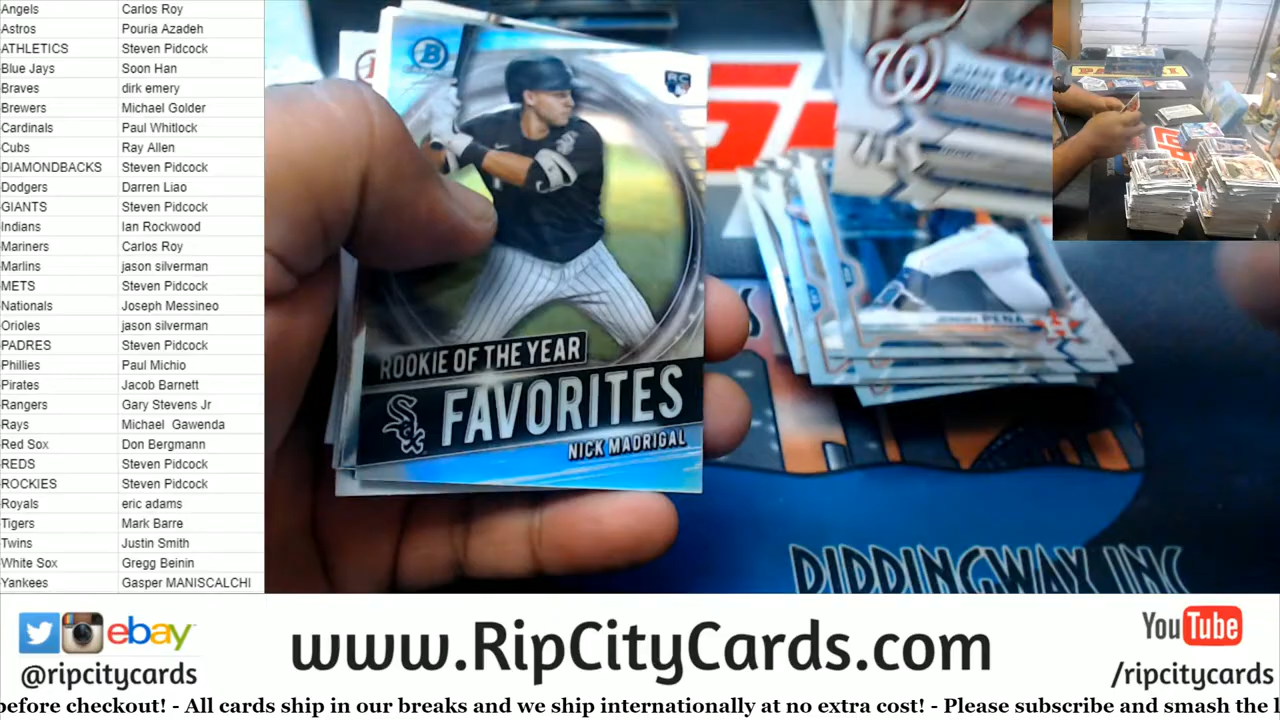 Angels Carlos Roy
Astros Pouria Azadeh
ATHLETICS Steven Pidcock
Blue Jays Soon Han
Braves dirk emery
Brewers Michael Golder
Cardinals Paul Whitlock
Cubs Ray Allen
DIAMONDBACKS Steven Pidcock
Dodgers Darren Liao
GIANTS Steven Pidcock
Indians Ian Rockwood
Mariners Carlos Roy
Marlins jason silverman
METS Steven Pidcock
Nationals Joseph Messineo
Orioles jason silverman
PADRES Steven Pidcock
Phillies Paul Michio
Pirates Jacob Barnett
Rangers Gary Stevens Jr
Rays Michael Gawenda
Red Sox Don Bergmann
REDS Steven Pidcock
ROCKIES Steven Pidcock
Royals eric adams
Tigers Mark Barre
Twins Justin Smith
White Sox Gregg Beinin
Yankees Gasper MANISCALCHI
B
RC
ROOKIE OF THE YEAR
FAVORITES
NICK MADRIGAL
Sox
W
PENA
RIPPINGWAX INC
ebay
@ripcitycards
www.RipCityCards.com
YouTube
/ripcitycards
before checkout! - All cards ship in our breaks and we ship internationally at no extra cost! - Please subscribe and smash the l